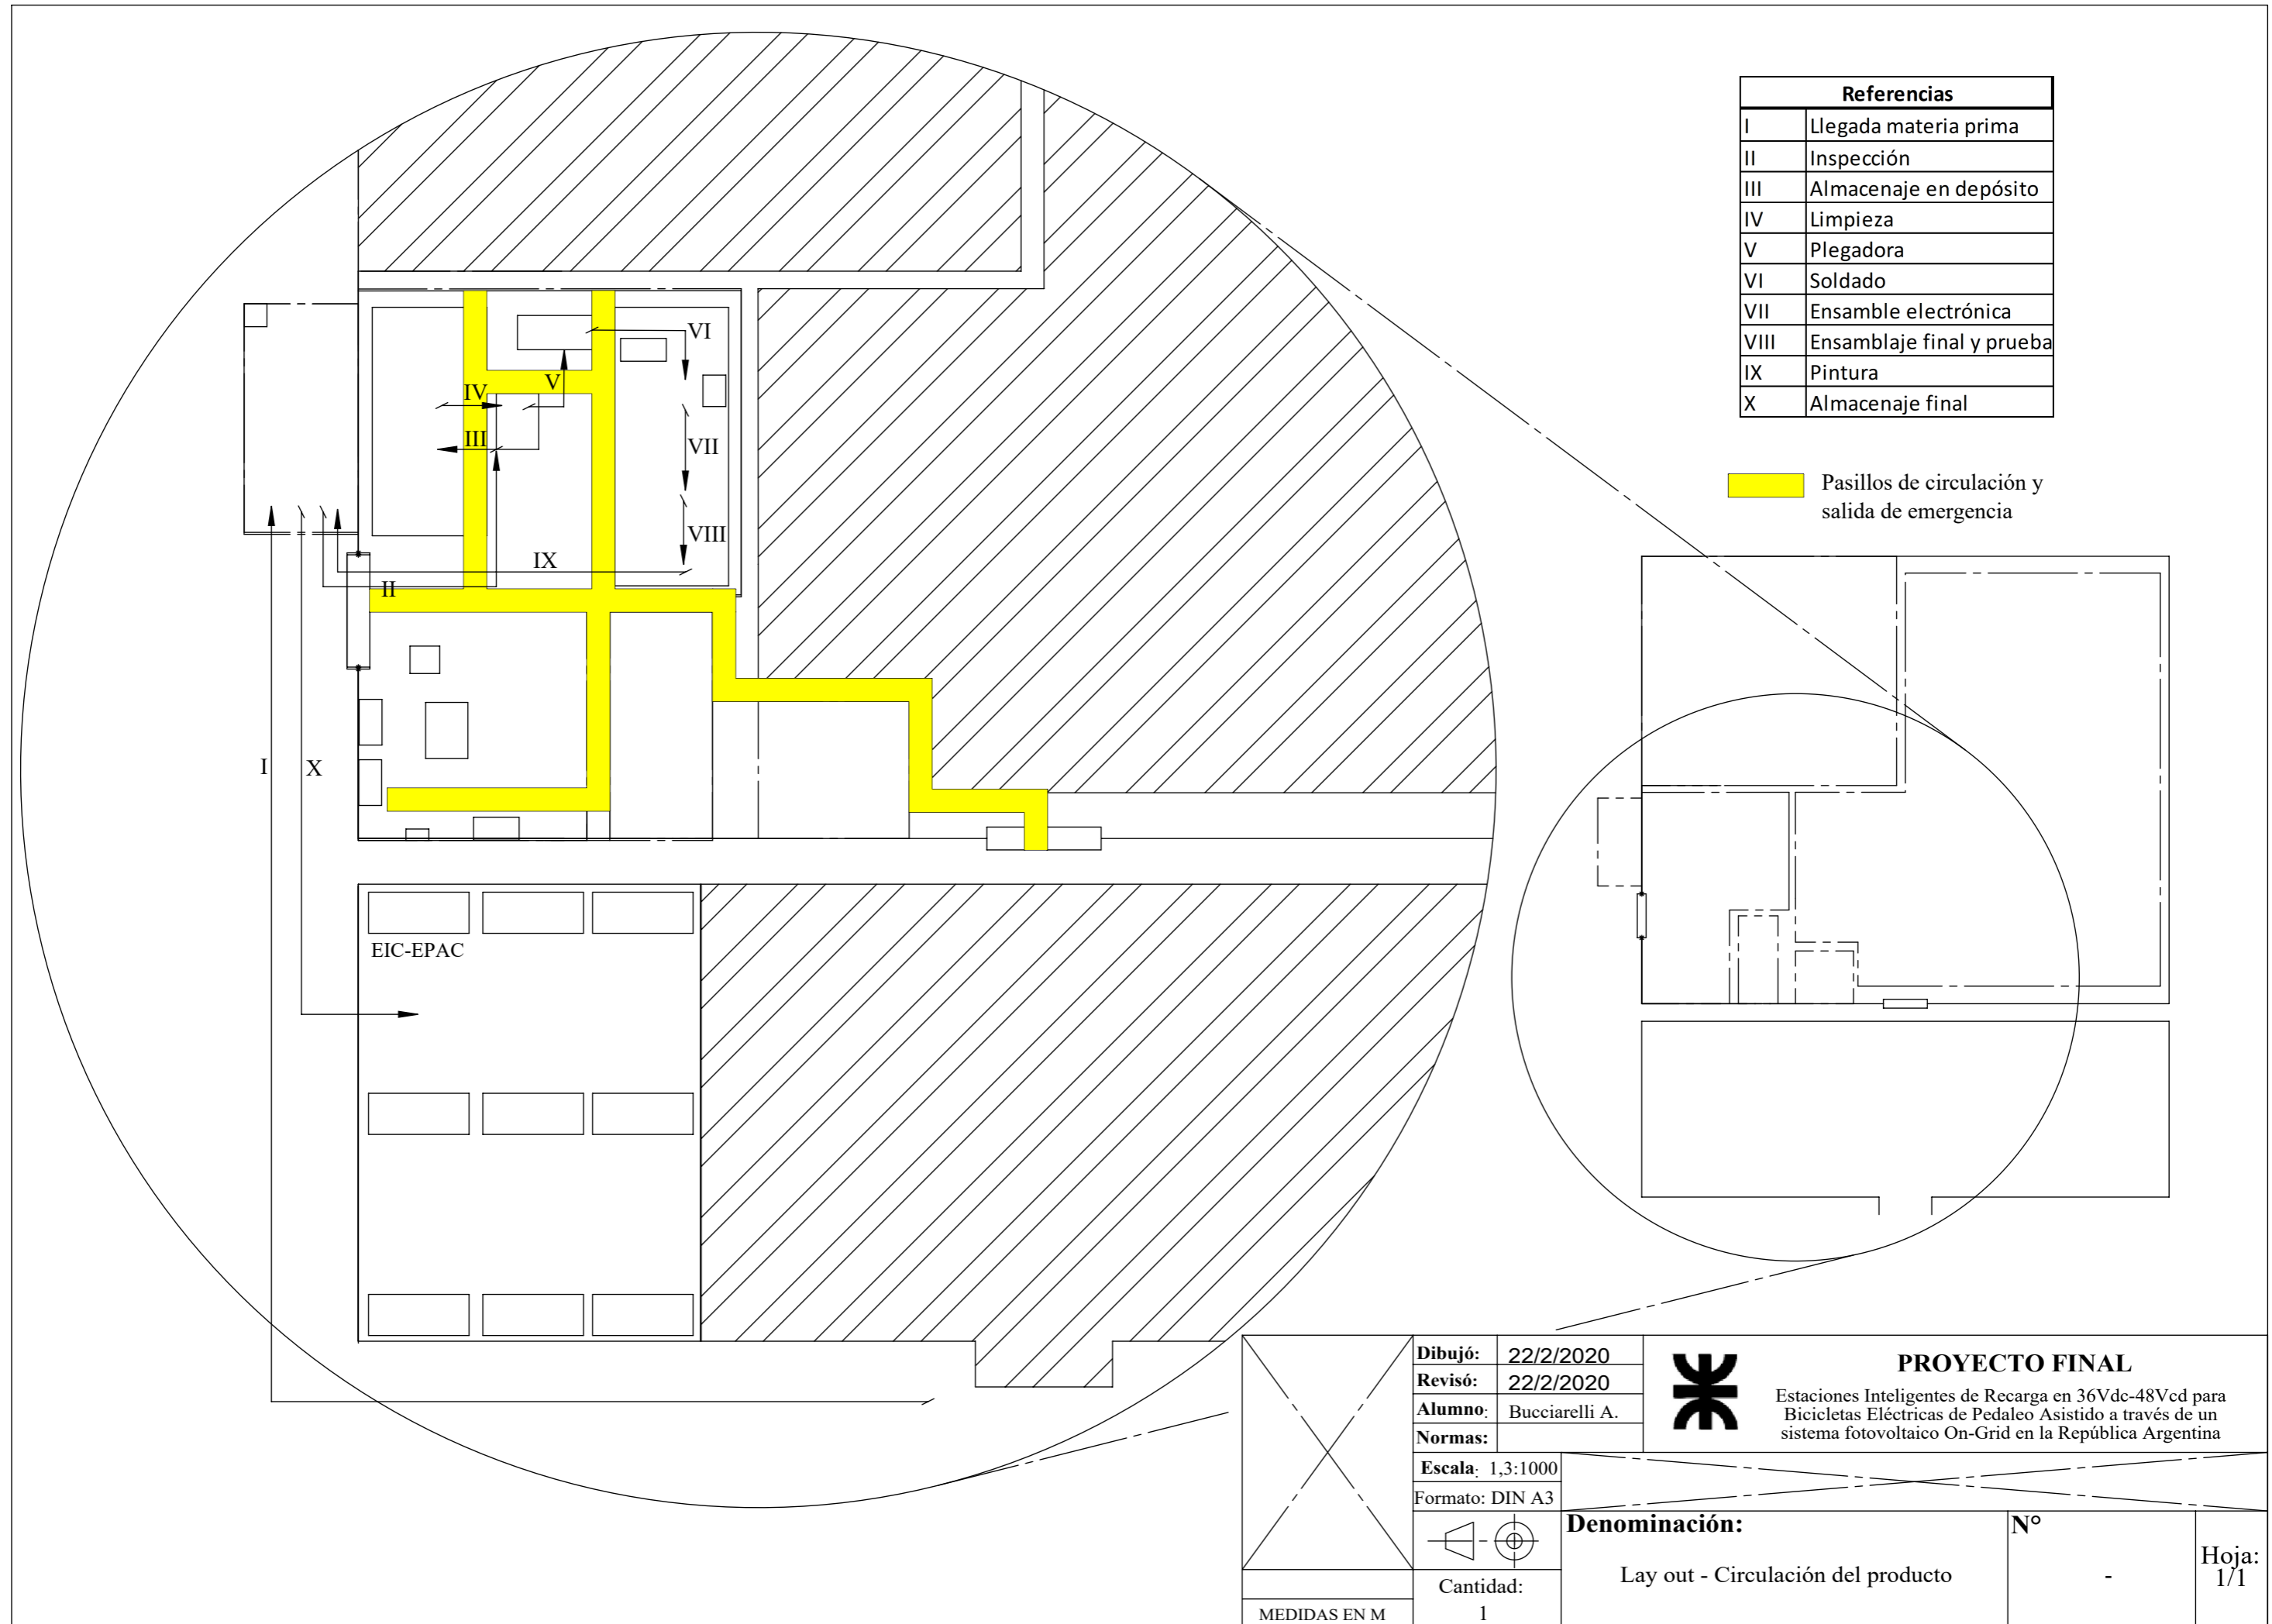 Referencias
I Llegada materia prima
II Inspección
III Almacenaje en depósito
IV Limpieza
V Plegadora
VI Soldado
VII Ensamble electrónica
VIII Ensamblaje final y prueba
IX Pintura
X Almacenaje final
Pasillos de circulación y
salida de emergencia
VI
IV
V
III
VII
VIII
IX
II
I
X
EIC-EPAC
Dibujó: 22/2/2020
Revisó: 22/2/2020
Alumno: Bucciarelli A.
Normas:
Escala: 1,3:1000
Formato: DIN A3
Cantidad:
1
MEDIDAS EN M
PROYECTO FINAL
Estaciones Inteligentes de Recarga en 36Vdc-48Vcd para
Bicicletas Eléctricas de Pedaleo Asistido a través de un
sistema fotovoltaico On-Grid en la República Argentina
Denominación:
Lay out - Circulación del producto
N°
-
Hoja:
1/1